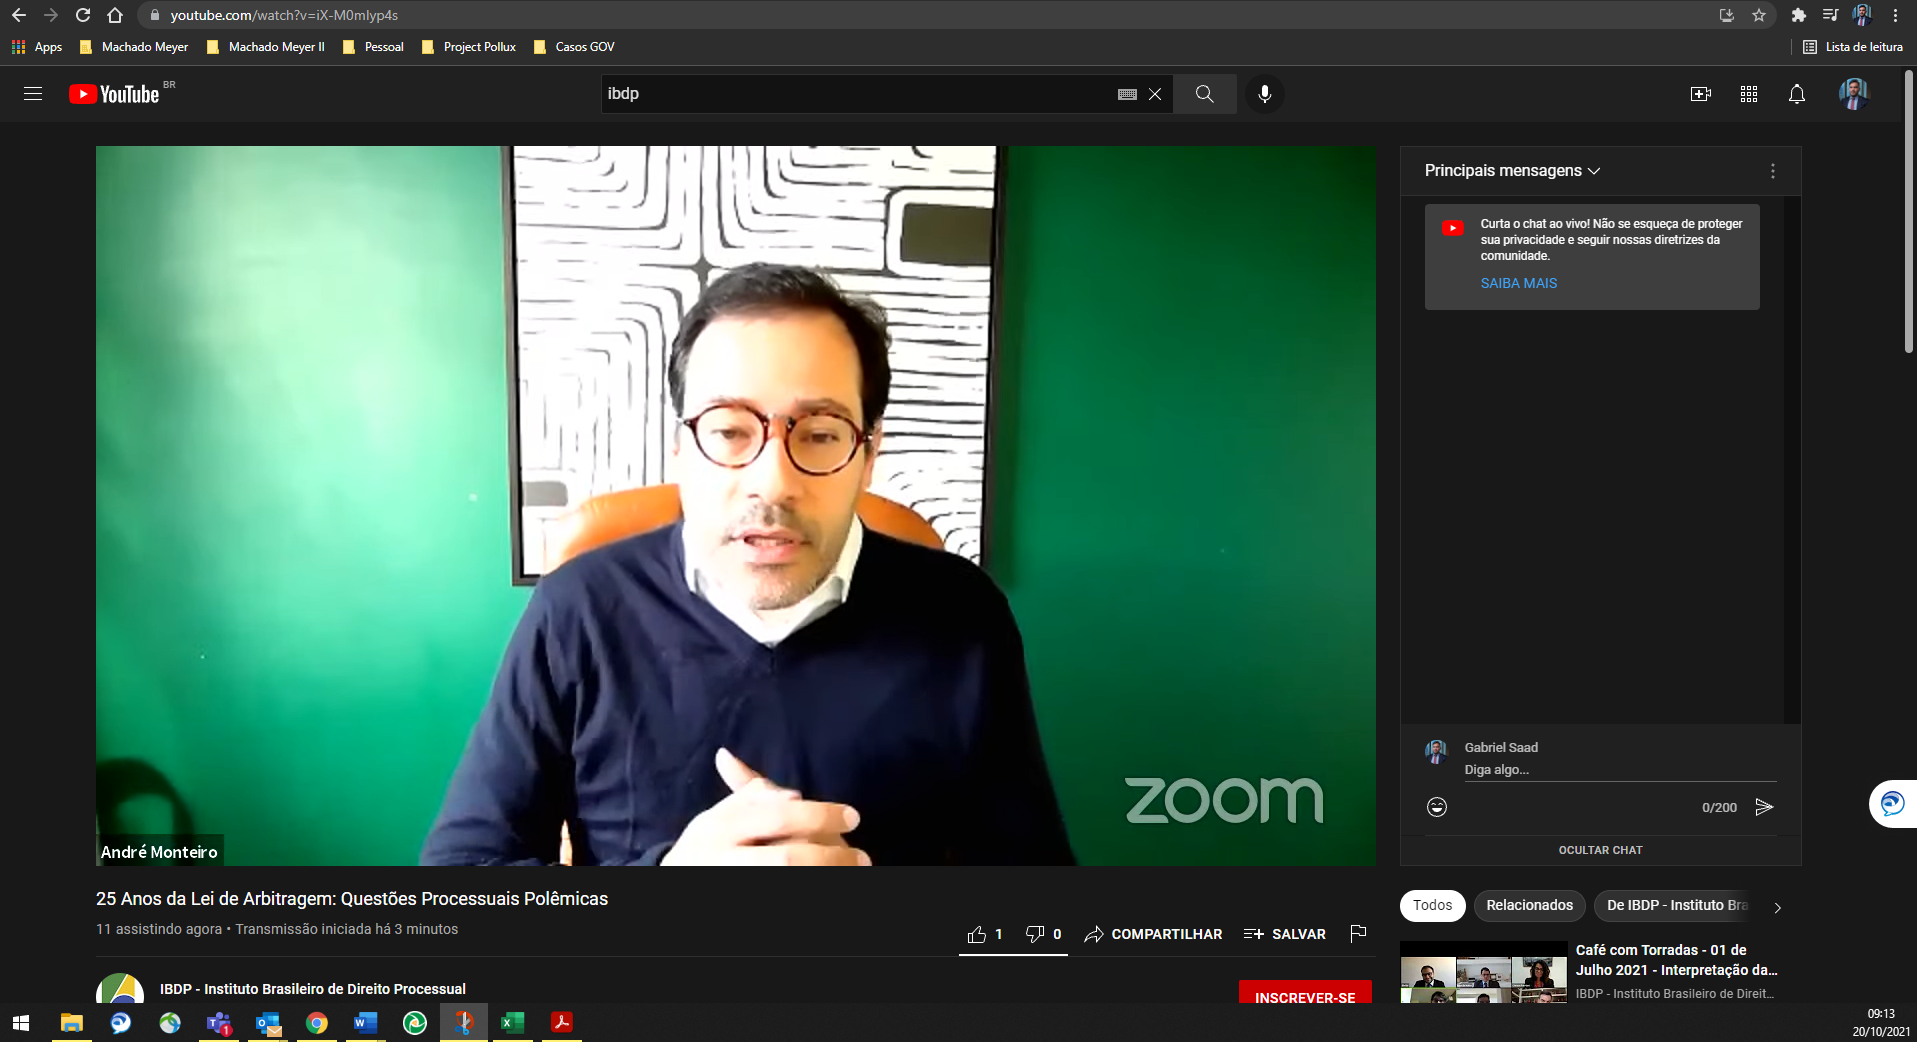 youtube.com/watch?v=iX-M0mlyp4s
Apps
Machado Meyer
Machado Meyer II
Pessoal
Project Pollux
Casos GOV
Lista de leitura
YouTube BR
ibdp
Principais mensagens
Curta o chat ao vivo! Não se esqueça de proteger
sua privacidade e seguir nossas diretrizes da
comunidade.
SAIBA MAIS
zoom
André Monteiro
Gabriel Saad
Diga algo...
0/200
OCULTAR CHAT
25 Anos da Lei de Arbitragem: Questões Processuais Polêmicas
11 assistindo agora • Transmissão iniciada há 3 minutos
1
0
COMPARTILHAR
SALVAR
IBDP - Instituto Brasileiro de Direito Processual
INSCREVER-SE
Todos
Relacionados
De IBDP - Instituto Bra
Café com Torradas - 01 de
Julho 2021 - Interpretação da...
IBDP - Instituto Brasileiro de Direit...
1
09:13
20/10/2021